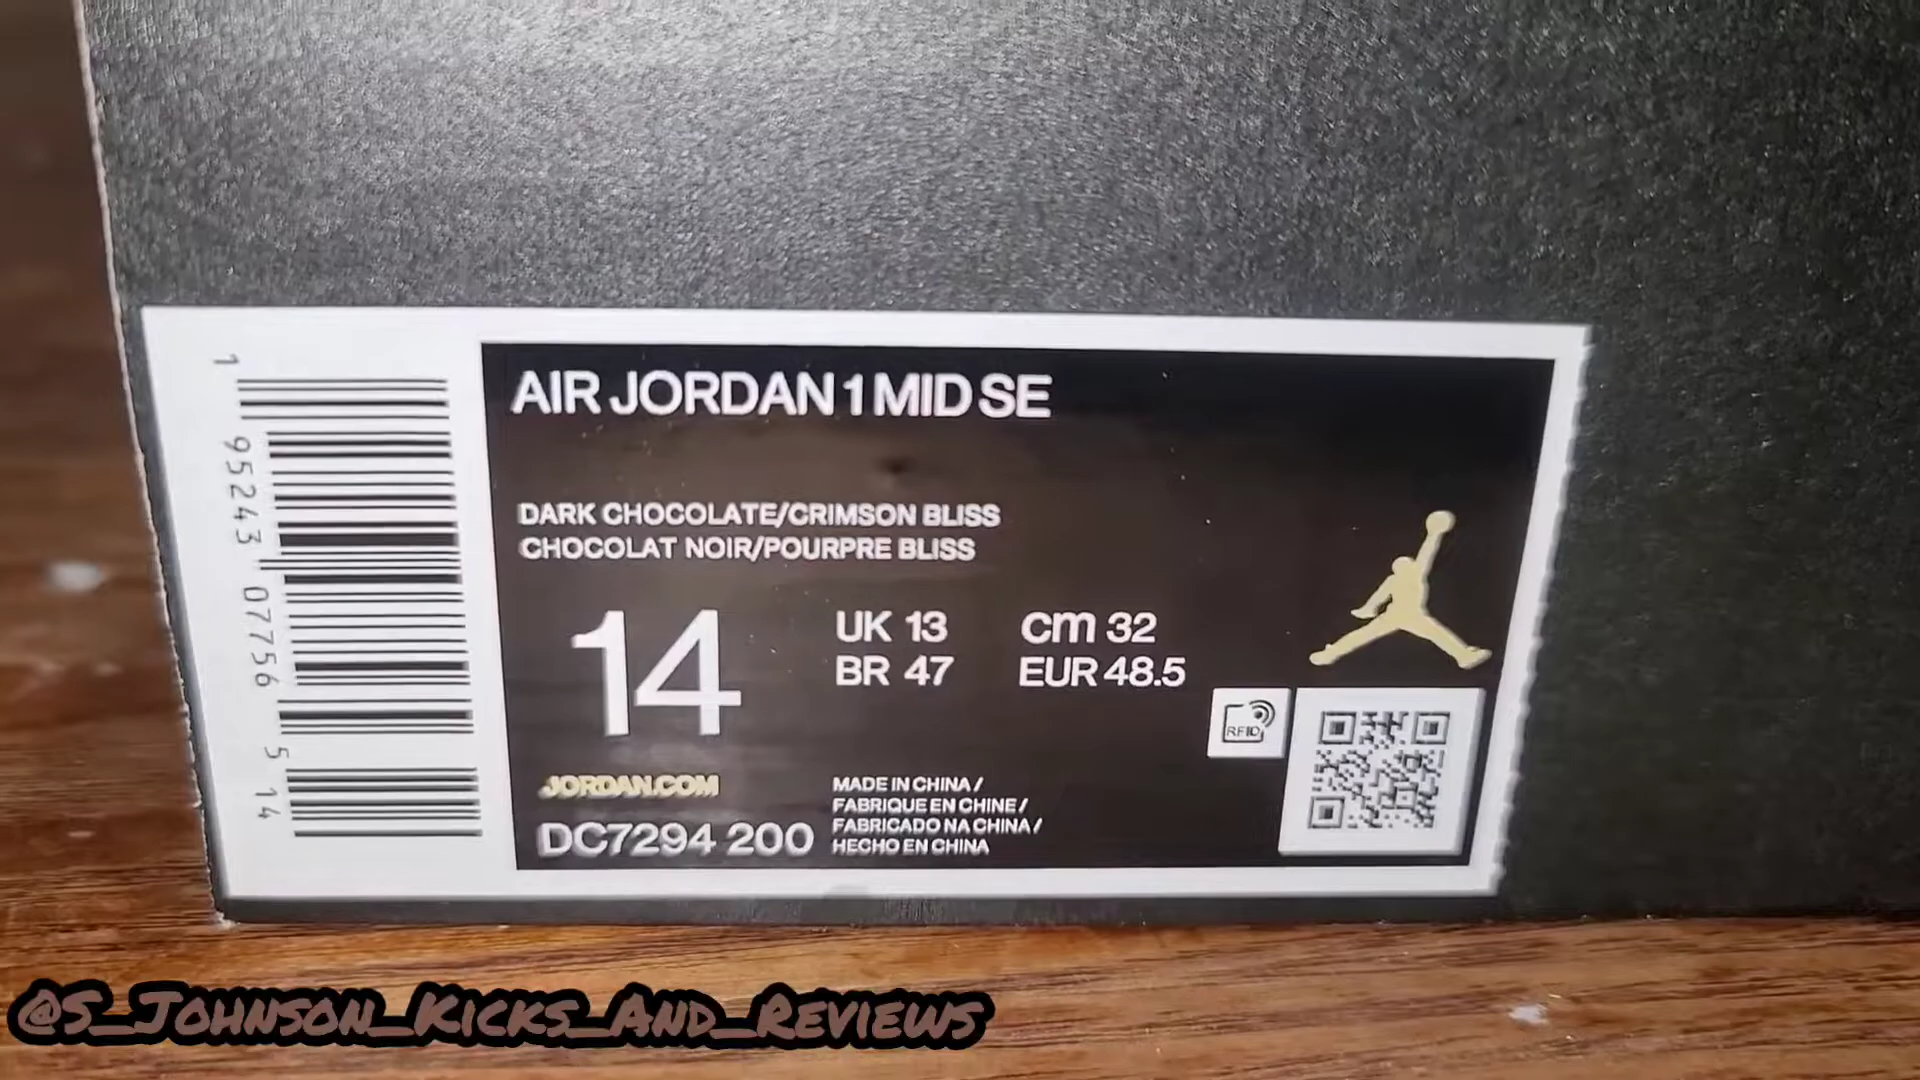 AIR JORDAN 1 MID SE
DARK CHOCOLATE/CRIMSON BLISS
CHOCOLAT NOIR/POURPRE BLISS
14
UK 13
BR 47
cm 32
EUR 48.5
RFID
JORDAN.COM
DC7294 200
MADE IN CHINA /
FABRIQUE EN CHINE /
FABRICADO NA CHINA /
HECHO EN CHINA
1 95243 07756 5 14
@S_Johnson_Kicks_And_Reviews